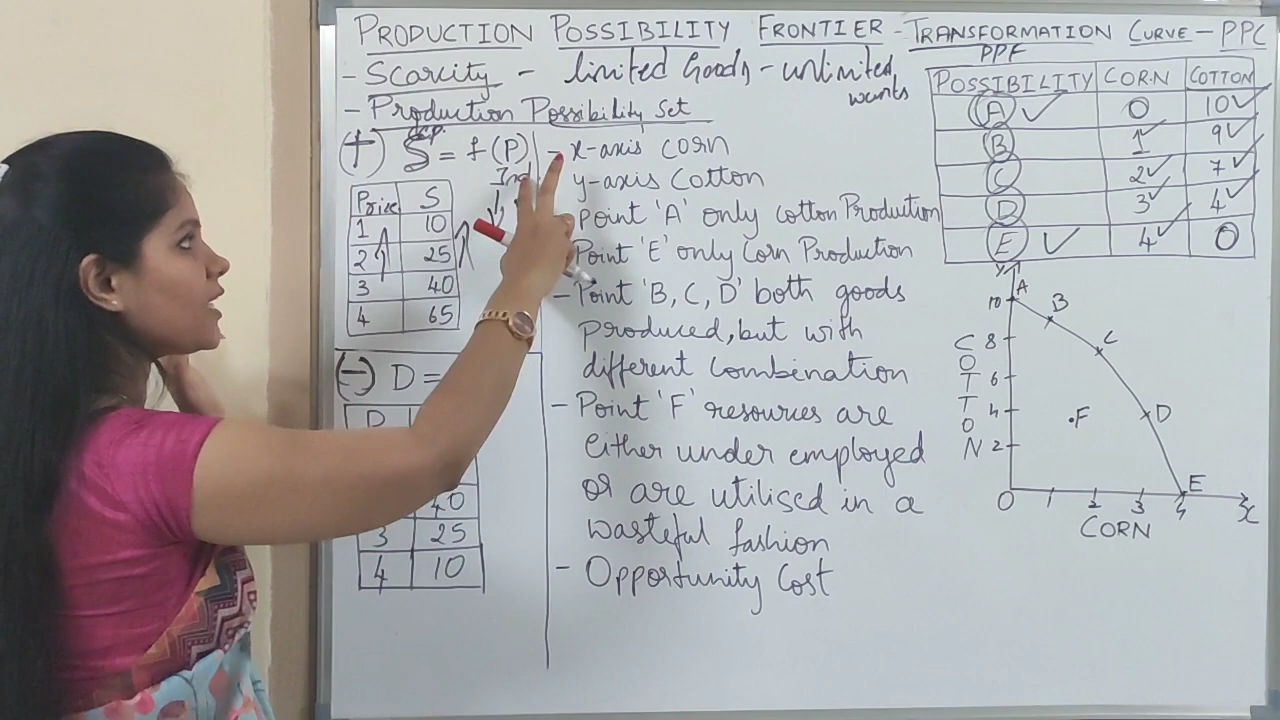 PRODUCTION POSSIBILITY FRONTIER - TRANSFORMATION CURVE - PPC
PPF
- Scarcity - limited Goods, - unlimited
wants
- Production Possibility Set
(+) S = f (P)
Dep.
Ind
Price S
1 10
2 25
3 40
4 65
(-) D =
P
40
3 25
4 10
- x-axis corn
y-axis Cotton
Point 'A' only Cotton Production
Point 'E' only Corn Production
- Point 'B, C, D' both goods
produced, but with
different Combination
- Point 'F' resources are
either under employed
or are utilised in a
wasteful fashion
- Opportunity Cost
POSSIBILITY CORN COTTON
A 0 10
B 1 9
C 2 7
D 3 4
E 4 0
Y
A
10
B
8
C
6
4
F
D
2
E
COTTON
0 1 2 3 4 x
CORN